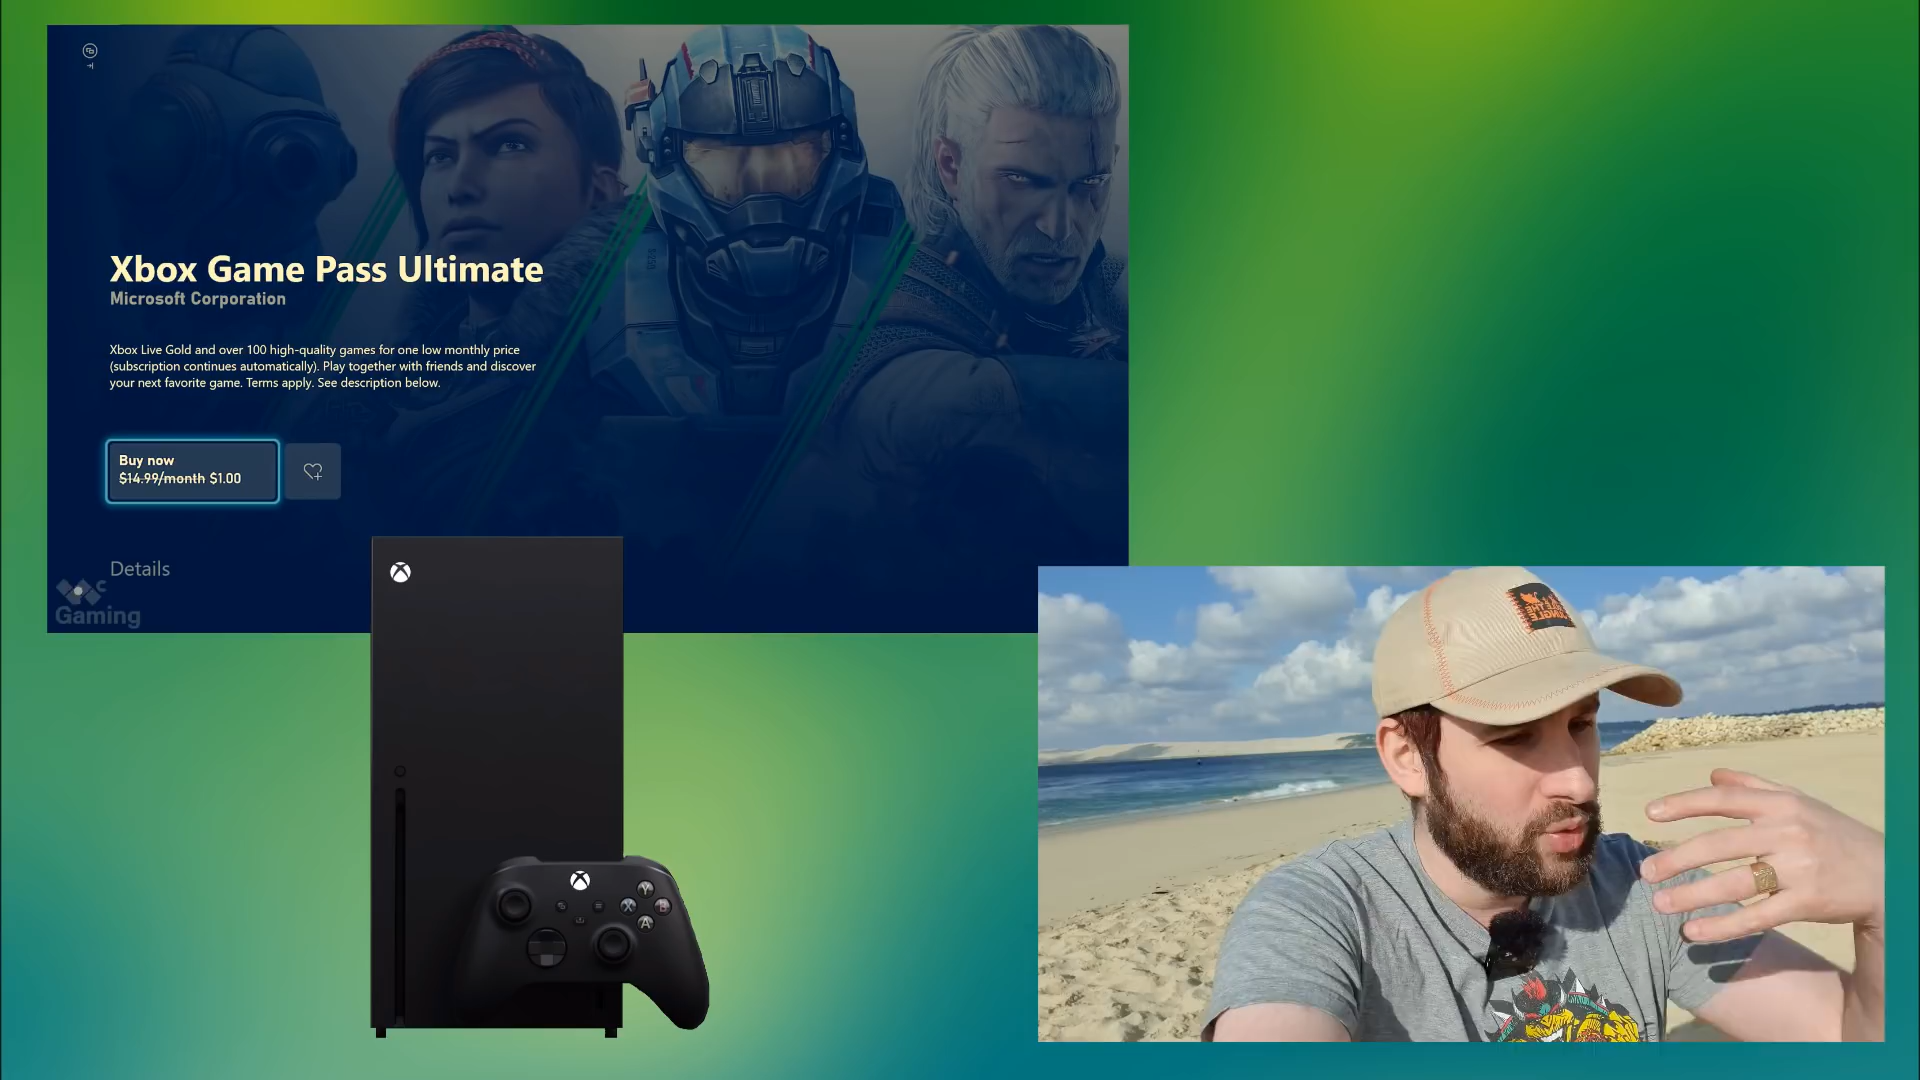 Xbox Game Pass Ultimate
Microsoft Corporation
Xbox Live Gold and over 100 high-quality games for one low monthly price
(subscription continues automatically). Play together with friends and discover
your next favorite game. Terms apply. See description below.
Buy now
$14.99/month $1.00
Details
C
Gaming
Y
X
B
A